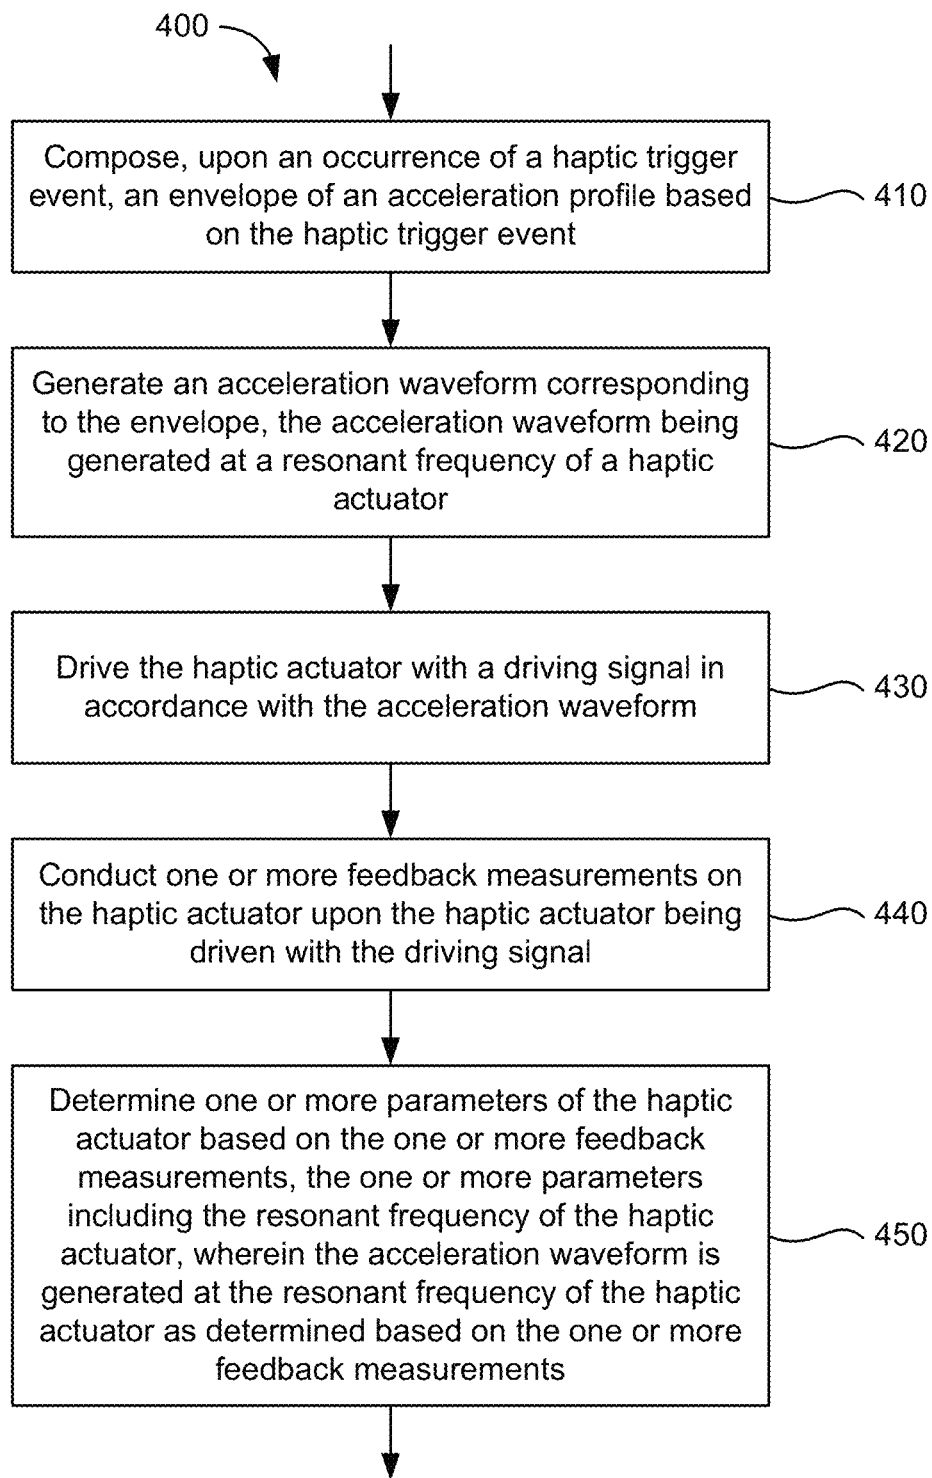 400
Compose, upon an occurrence of a haptic trigger
event, an envelope of an acceleration profile based
on the haptic trigger event
410
Generate an acceleration waveform corresponding
to the envelope, the acceleration waveform being
generated at a resonant frequency of a haptic
actuator
420
Drive the haptic actuator with a driving signal in
accordance with the acceleration waveform
430
Conduct one or more feedback measurements on
the haptic actuator upon the haptic actuator being
driven with the driving signal
440
Determine one or more parameters of the haptic
actuator based on the one or more feedback
measurements, the one or more parameters
including the resonant frequency of the haptic
actuator, wherein the acceleration waveform is
generated at the resonant frequency of the haptic
actuator as determined based on the one or more
feedback measurements
450